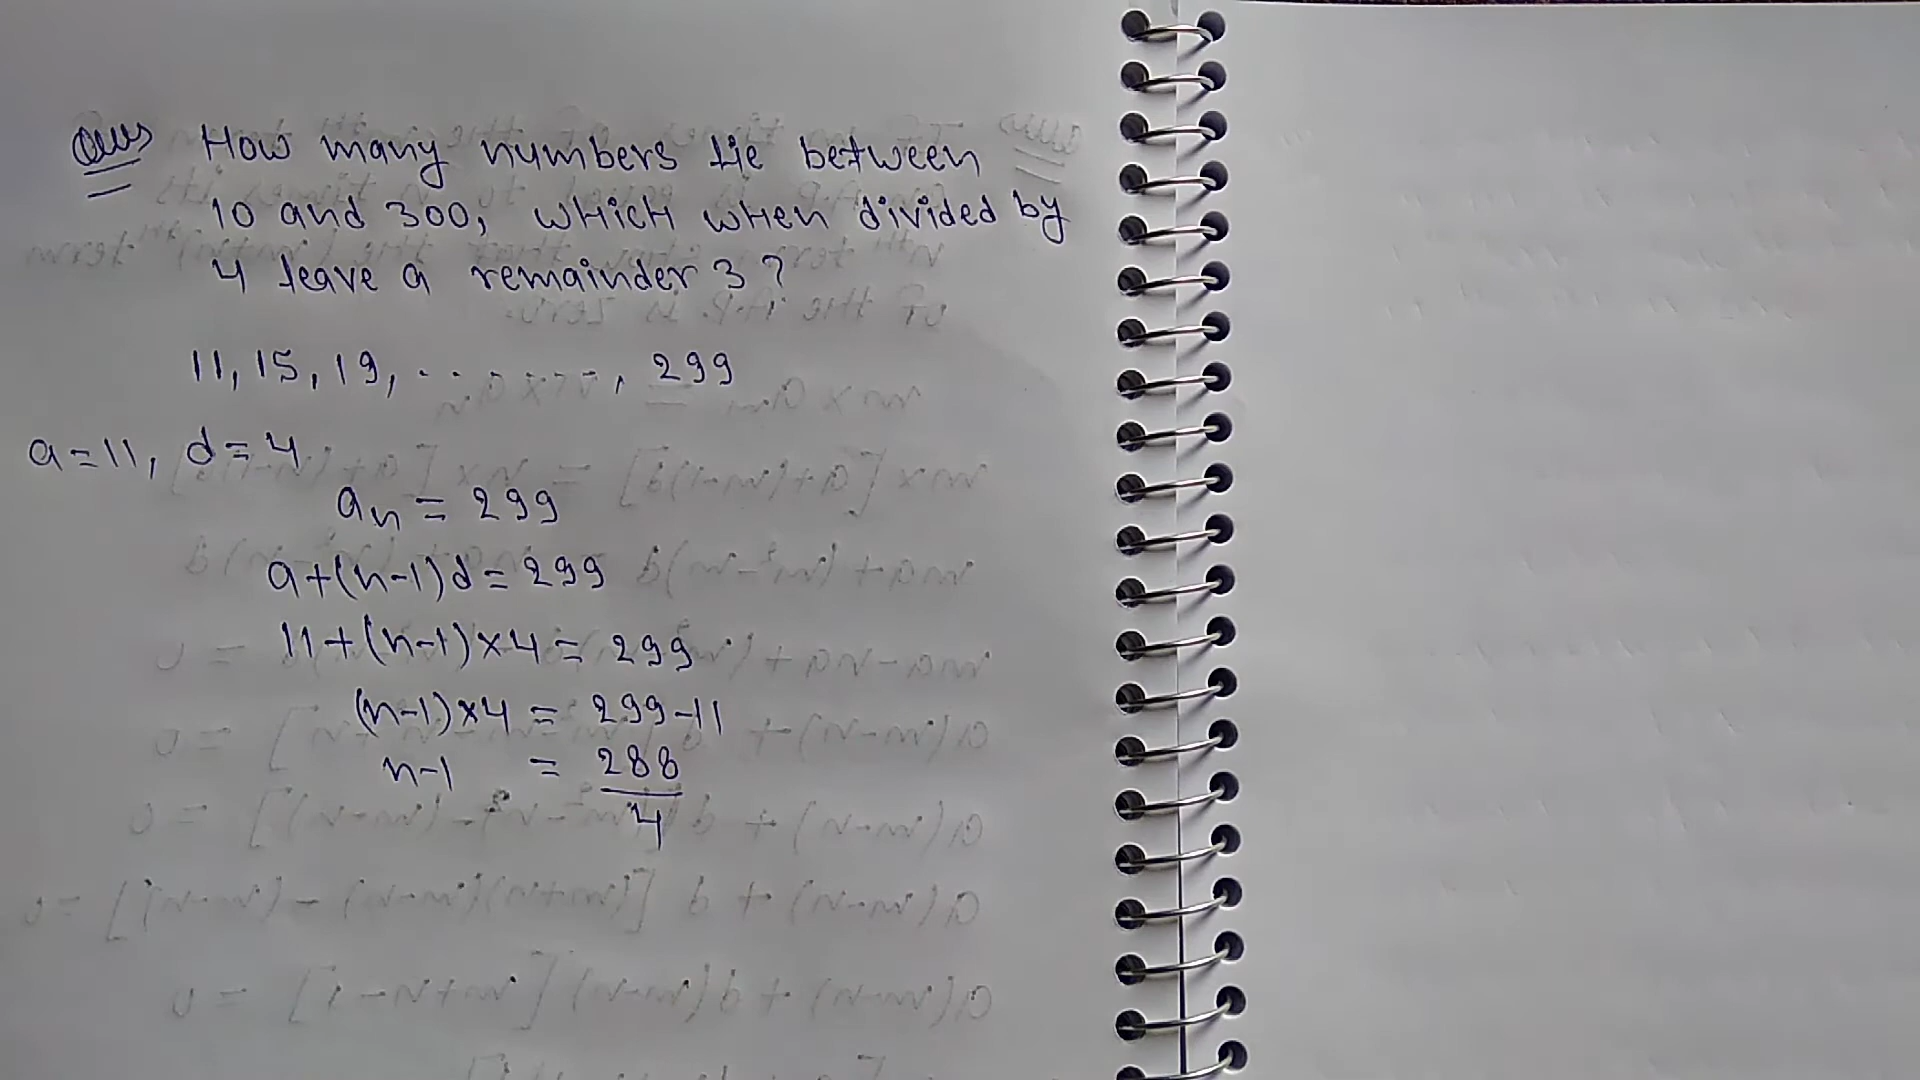 Ques How many numbers lie between
10 and 300, which when divided by
4 leave a remainder 3?
11, 15, 19, ........, 299
a=11, d=4
aₙ = 299
a+(n-1)d = 299
11+(n-1)×4 = 299
(n-1)×4 = 299-11
n-1 = 288/4